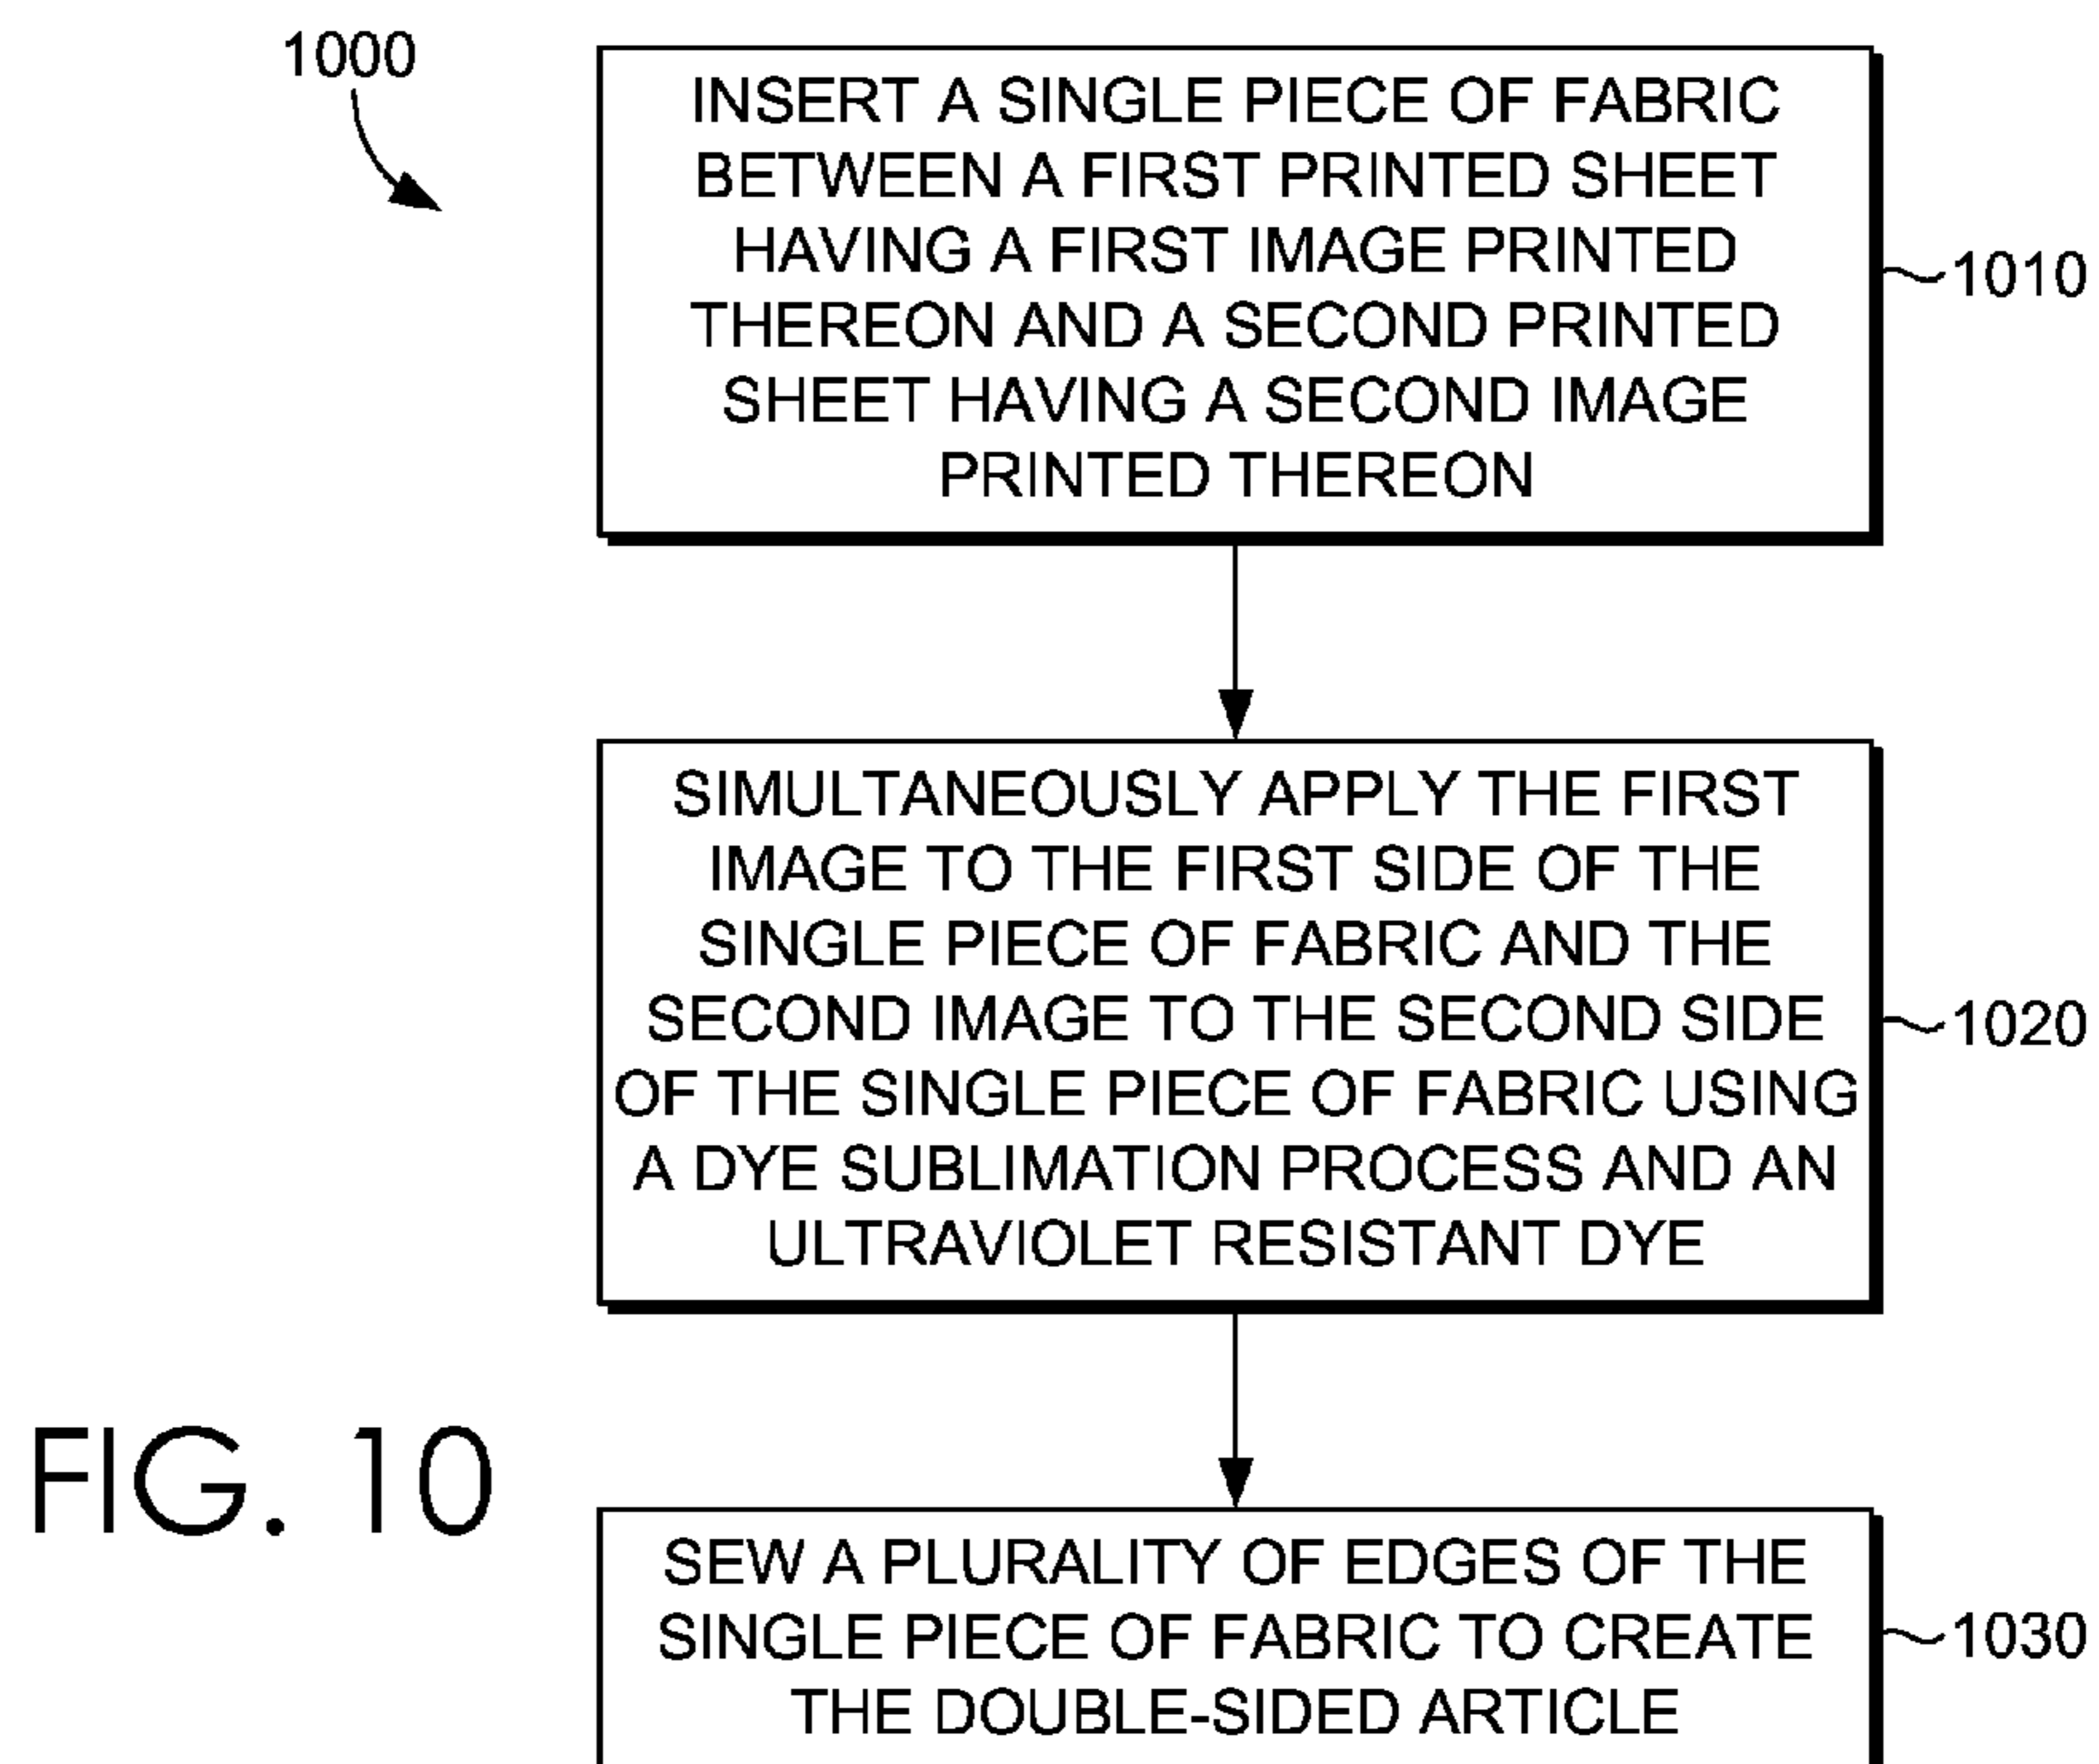 1000
INSERT A SINGLE PIECE OF FABRIC
BETWEEN A FIRST PRINTED SHEET
HAVING A FIRST IMAGE PRINTED
THEREON AND A SECOND PRINTED
SHEET HAVING A SECOND IMAGE
PRINTED THEREON
1010
SIMULTANEOUSLY APPLY THE FIRST
IMAGE TO THE FIRST SIDE OF THE
SINGLE PIECE OF FABRIC AND THE
SECOND IMAGE TO THE SECOND SIDE
OF THE SINGLE PIECE OF FABRIC USING
A DYE SUBLIMATION PROCESS AND AN
ULTRAVIOLET RESISTANT DYE
1020
SEW A PLURALITY OF EDGES OF THE
SINGLE PIECE OF FABRIC TO CREATE
THE DOUBLE-SIDED ARTICLE
1030
FIG. 10